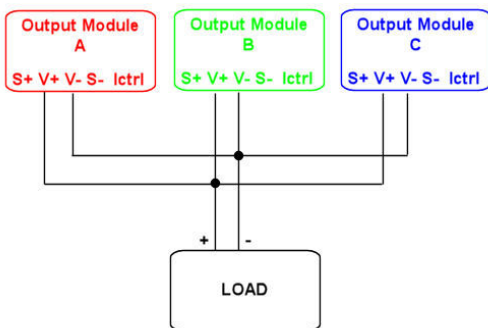 Output Module
A
S+ V+ V- S- Ictrl
Output Module
B
S+ V+ V- S- Ictrl
Output Module
C
S+ V+ V- S- Ictrl
+ -
LOAD